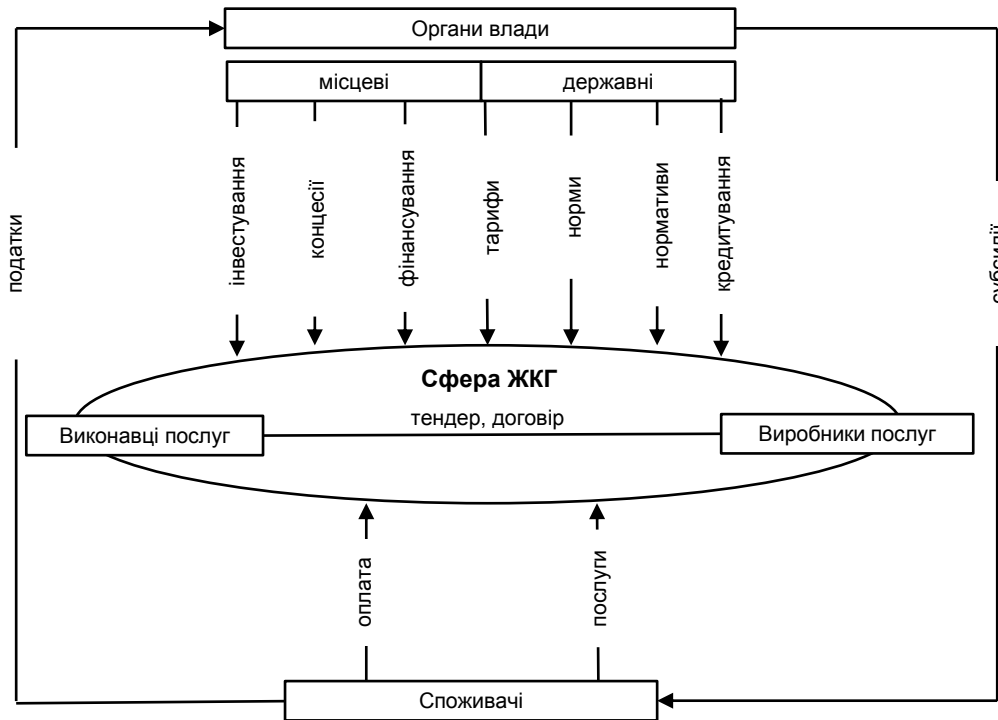 Органи влади
місцеві
державні
інвестування
концесії
фінансування
тарифи
норми
нормативи
кредитування
податки
субсидії
Сфера ЖКГ
тендер, договір
Виконавці послуг
Виробники послуг
оплата
послуги
Споживачі